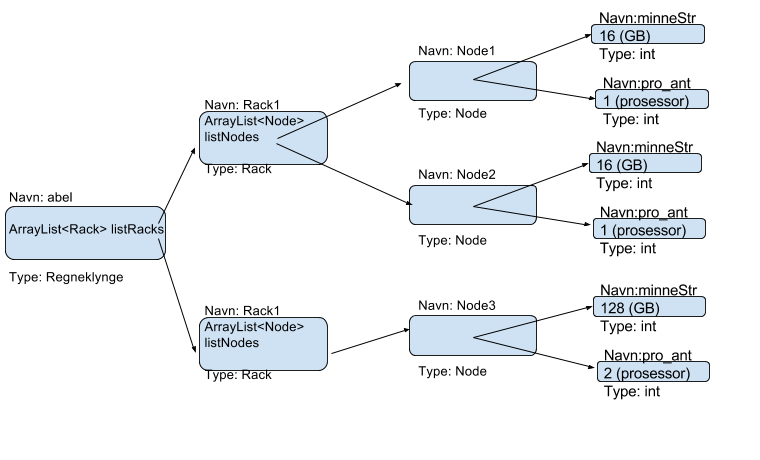 Navn: abel
ArrayList<Rack> listRacks
Type: Regneklynge
Navn: Rack1
ArrayList<Node>
listNodes
Type: Rack
Navn: Node1
Type: Node
Navn:minneStr
16 (GB)
Type: int
Navn:pro_ant
1 (prosessor)
Type: int
Navn: Node2
Type: Node
Navn:minneStr
16 (GB)
Type: int
Navn:pro_ant
1 (prosessor)
Type: int
Navn: Rack1
ArrayList<Node>
listNodes
Type: Rack
Navn: Node3
Type: Node
Navn:minneStr
128 (GB)
Type: int
Navn:pro_ant
2 (prosessor)
Type: int